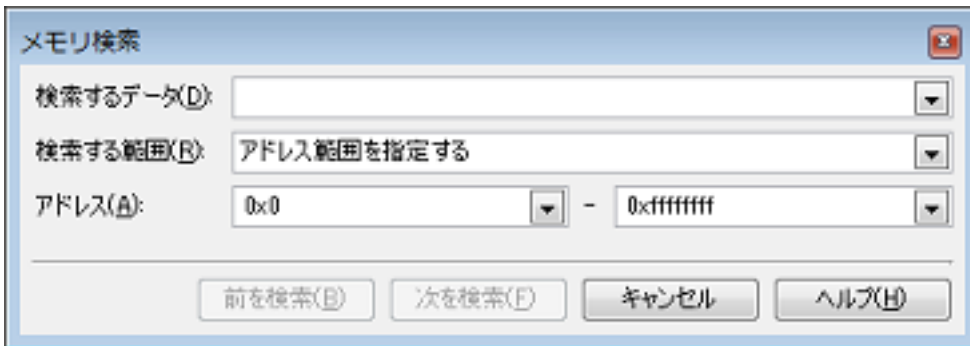 メモリ検索
検索するデータ(D):
検索する範囲(R): アドレス範囲を指定する
アドレス(A): 0x0 - 0xffffffff
前を検索(B) 次を検索(F) キャンセル ヘルプ(H)